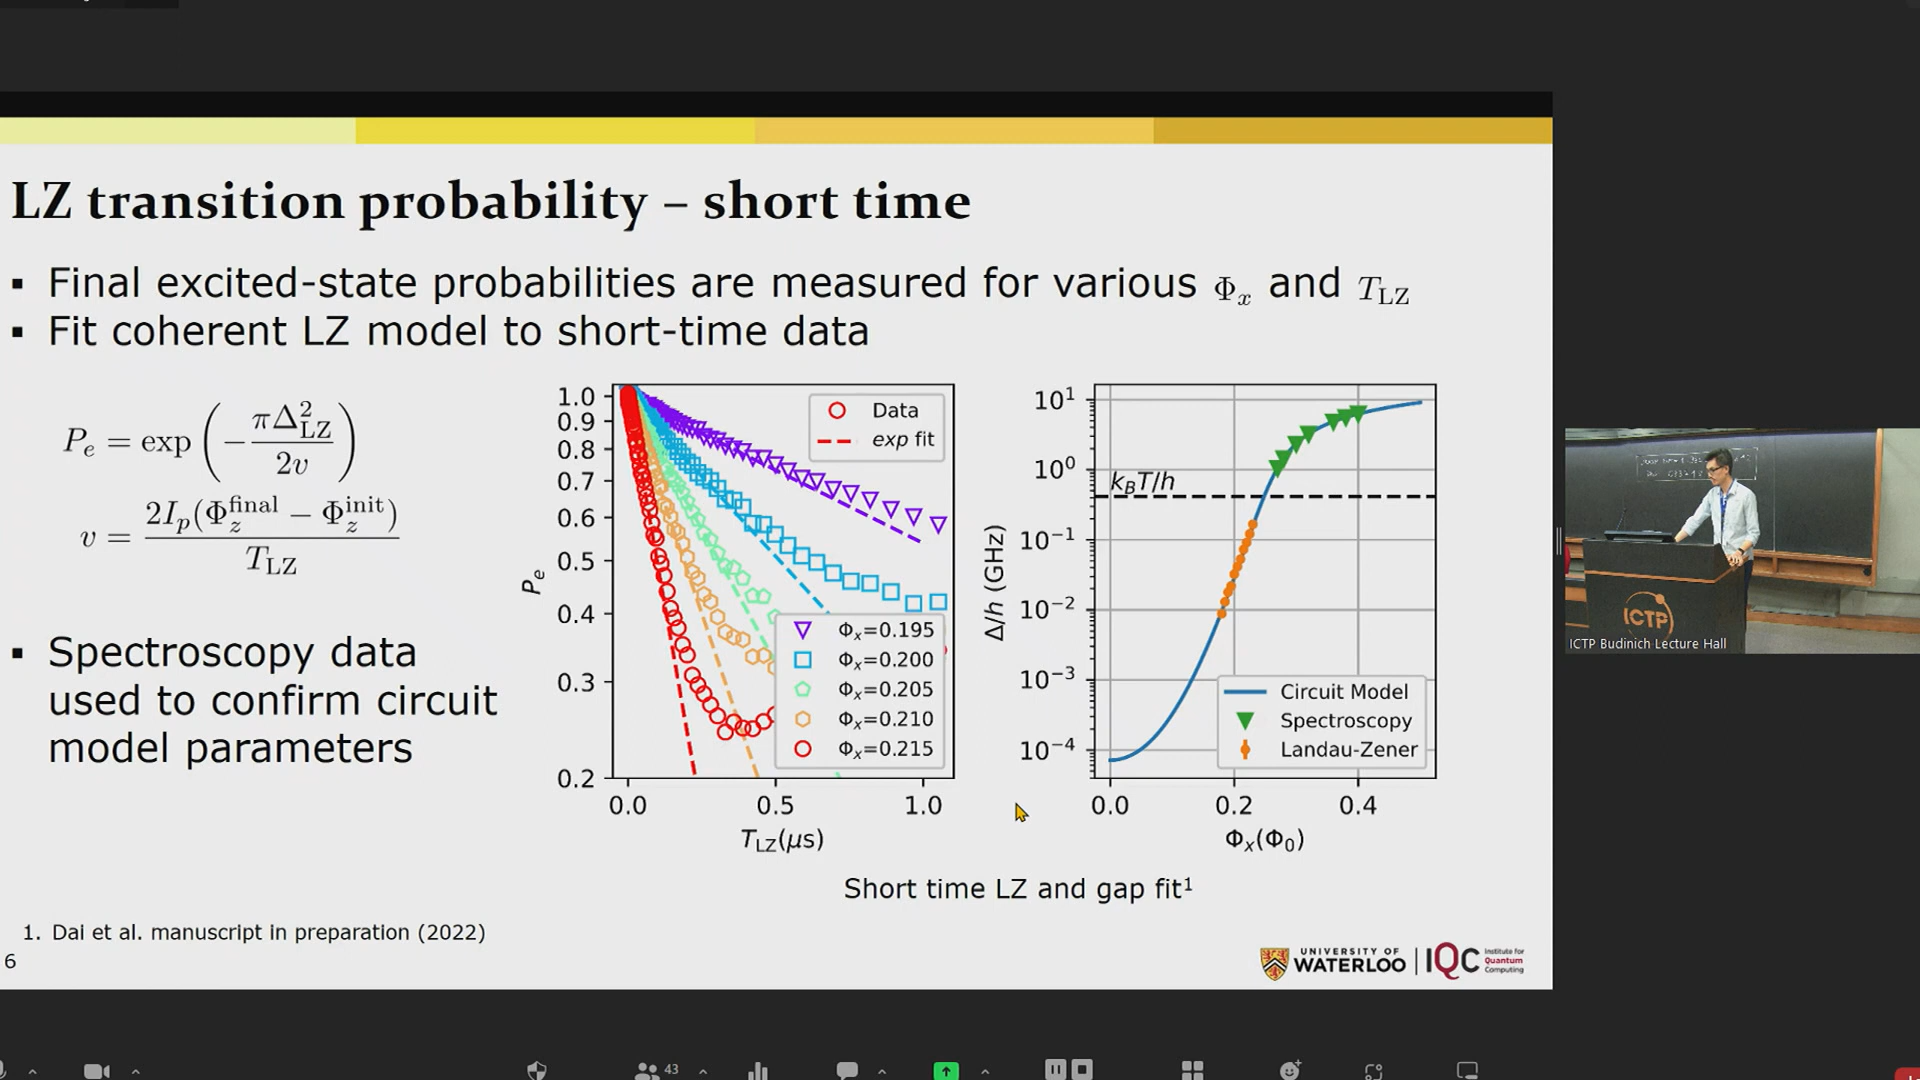 LZ transition probability – short time
▪ Final excited-state probabilities are measured for various Φ_x and T_LZ
▪ Fit coherent LZ model to short-time data
P_e = exp(−πΔ²_LZ / 2v)
v = 2I_p(Φ_z^final − Φ_z^init) / T_LZ
▪ Spectroscopy data
used to confirm circuit
model parameters
P_e
1.0
0.9
0.8
0.7
0.6
0.5
0.4
0.3
0.2
0.0 0.5 1.0
T_LZ(μs)
Data
exp fit
Φ_x=0.195
Φ_x=0.200
Φ_x=0.205
Φ_x=0.210
Φ_x=0.215
Δ/h (GHz)
10¹
10⁰
10⁻¹
10⁻²
10⁻³
10⁻⁴
k_BT/h
Circuit Model
Spectroscopy
Landau-Zener
0.0 0.2 0.4
Φ_x(Φ_0)
Short time LZ and gap fit¹
1. Dai et al. manuscript in preparation (2022)
6
UNIVERSITY OF
WATERLOO
IQC
Institute for
Quantum
Computing
ICTP
ICTP Budinich Lecture Hall
43